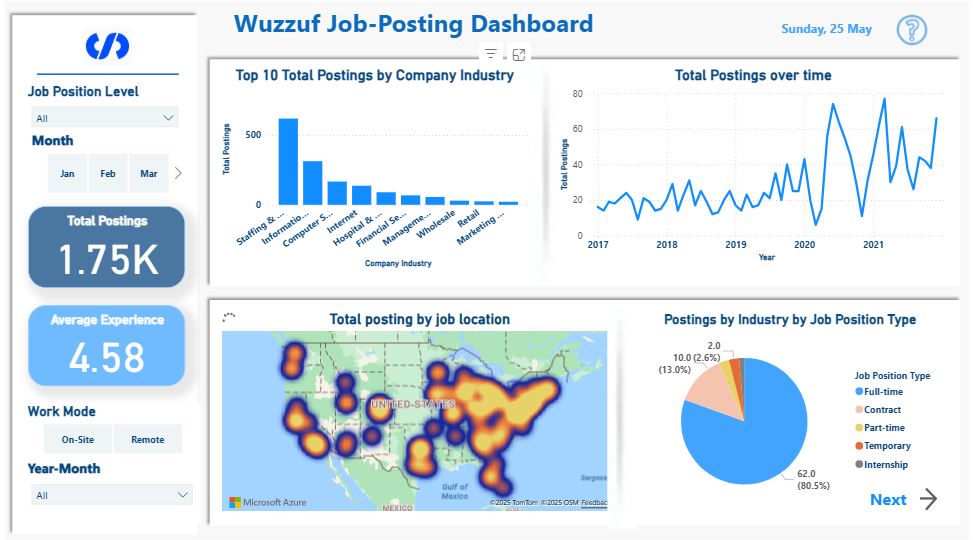 Wuzzuf Job-Posting Dashboard
Sunday, 25 May
?
Job Position Level
All
Month
Jan
Feb
Mar
Total Postings
1.75K
Average Experience
4.58
Work Mode
On-Site
Remote
Year-Month
All
Top 10 Total Postings by Company Industry
Total Postings
500
0
Staffing & ...
Informatio...
Computer S...
Internet
Hospital & ...
Financial Se...
Manageme...
Wholesale
Retail
Marketing ...
Company Industry
Total Postings over time
Total Postings
80
60
40
20
0
2017
2018
2019
2020
2021
Year
Total posting by job location
UNITED STATES
Gulf of
Mexico
MEXICO
Microsoft Azure
©2025 TomTom ©2025 OSM Feedbac
Postings by Industry by Job Position Type
2.0
10.0 (2.6%)
(13.0%)
62.0
(80.5%)
Job Position Type
Full-time
Contract
Part-time
Temporary
Internship
Next